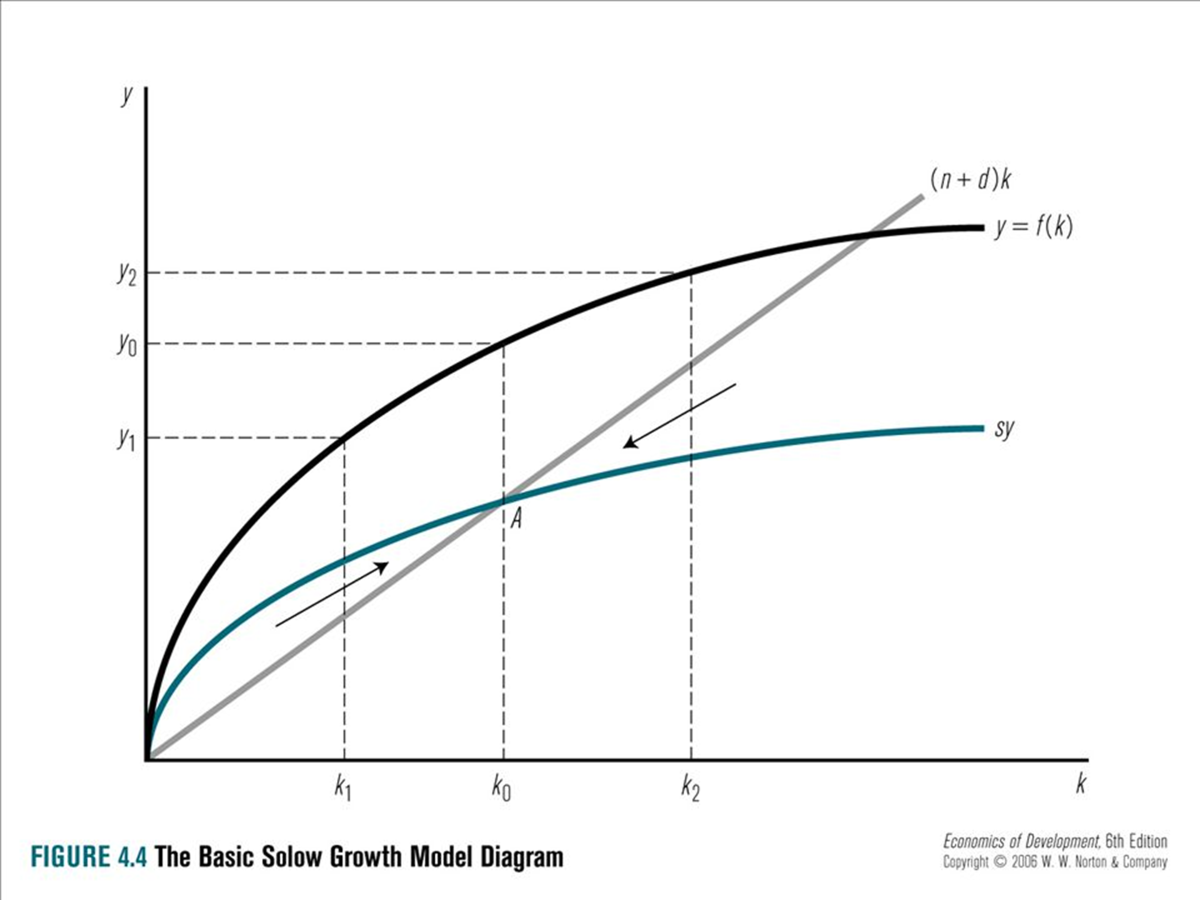 y
(n + d)k
y = f(k)
y₂
y₀
y₁
sy
A
k₁
k₀
k₂
k
FIGURE 4.4 The Basic Solow Growth Model Diagram
Economics of Development, 6th Edition
Copyright © 2006 W. W. Norton & Company